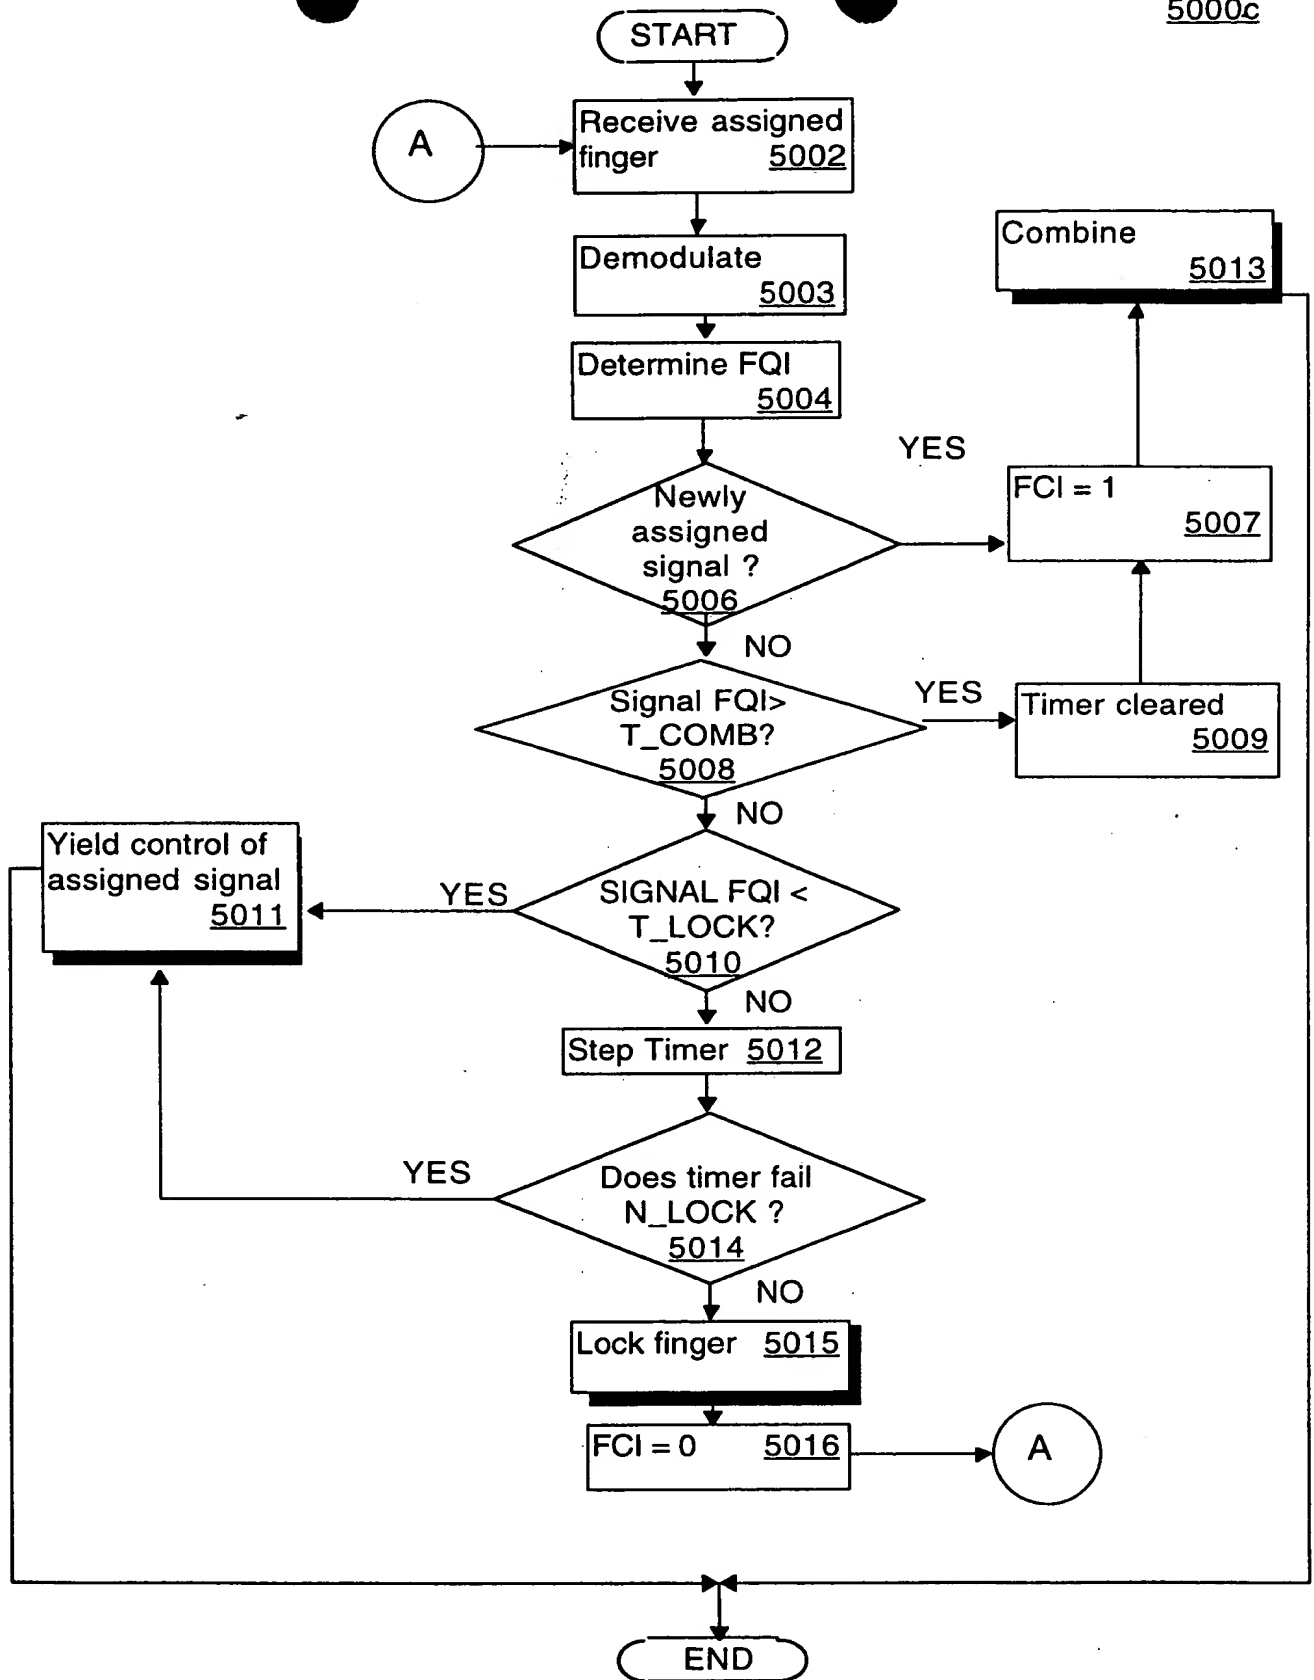 5000c
START
A
Receive assigned
finger 5002
Demodulate
5003
Combine
5013
Determine FQI
5004
YES
FCI = 1
5007
Newly
assigned
signal ?
5006
NO
Signal FQI>
T_COMB?
5008
YES
Timer cleared
5009
NO
Yield control of
assigned signal
5011
YES
SIGNAL FQI <
T_LOCK?
5010
NO
Step Timer 5012
YES
Does timer fail
N_LOCK ?
5014
NO
Lock finger 5015
FCI = 0 5016
A
END